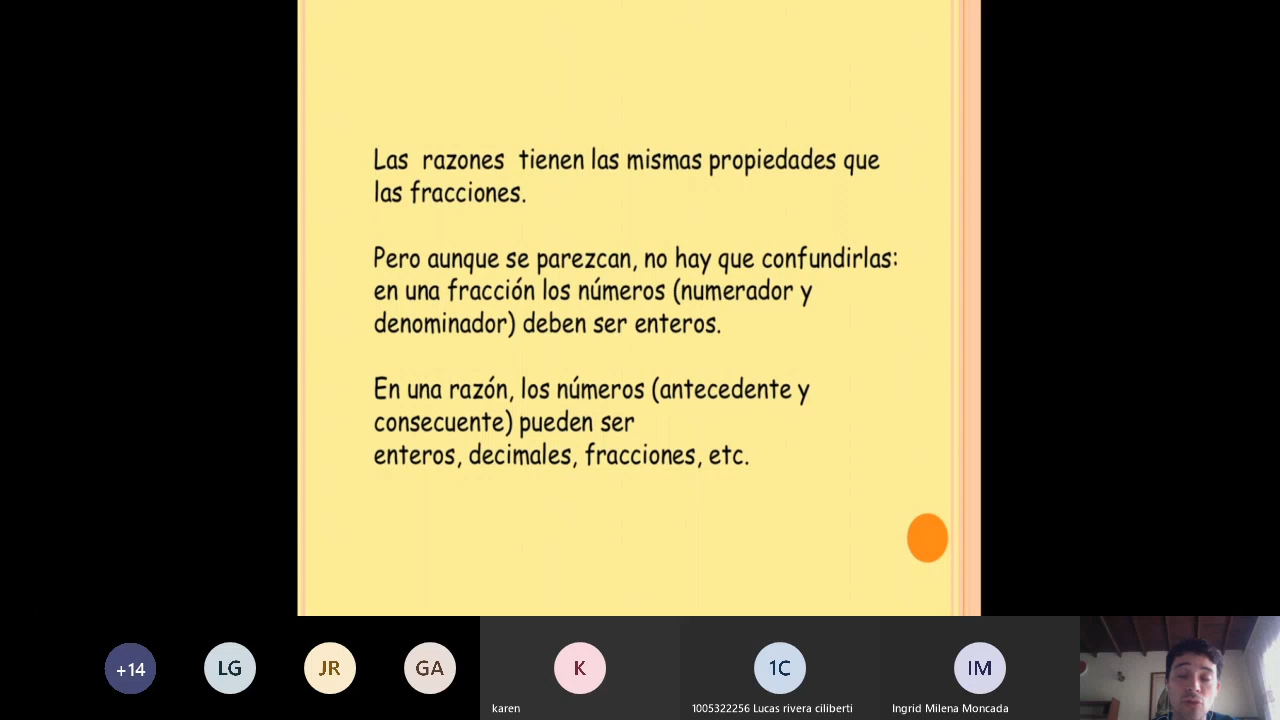 Las razones tienen las mismas propiedades que
las fracciones.
Pero aunque se parezcan, no hay que confundirlas:
en una fracción los números (numerador y
denominador) deben ser enteros.
En una razón, los números (antecedente y
consecuente) pueden ser
enteros, decimales, fracciones, etc.
+14
LG
JR
GA
K
1C
IM
karen
1005322256 Lucas rivera ciliberti
Ingrid Milena Moncada